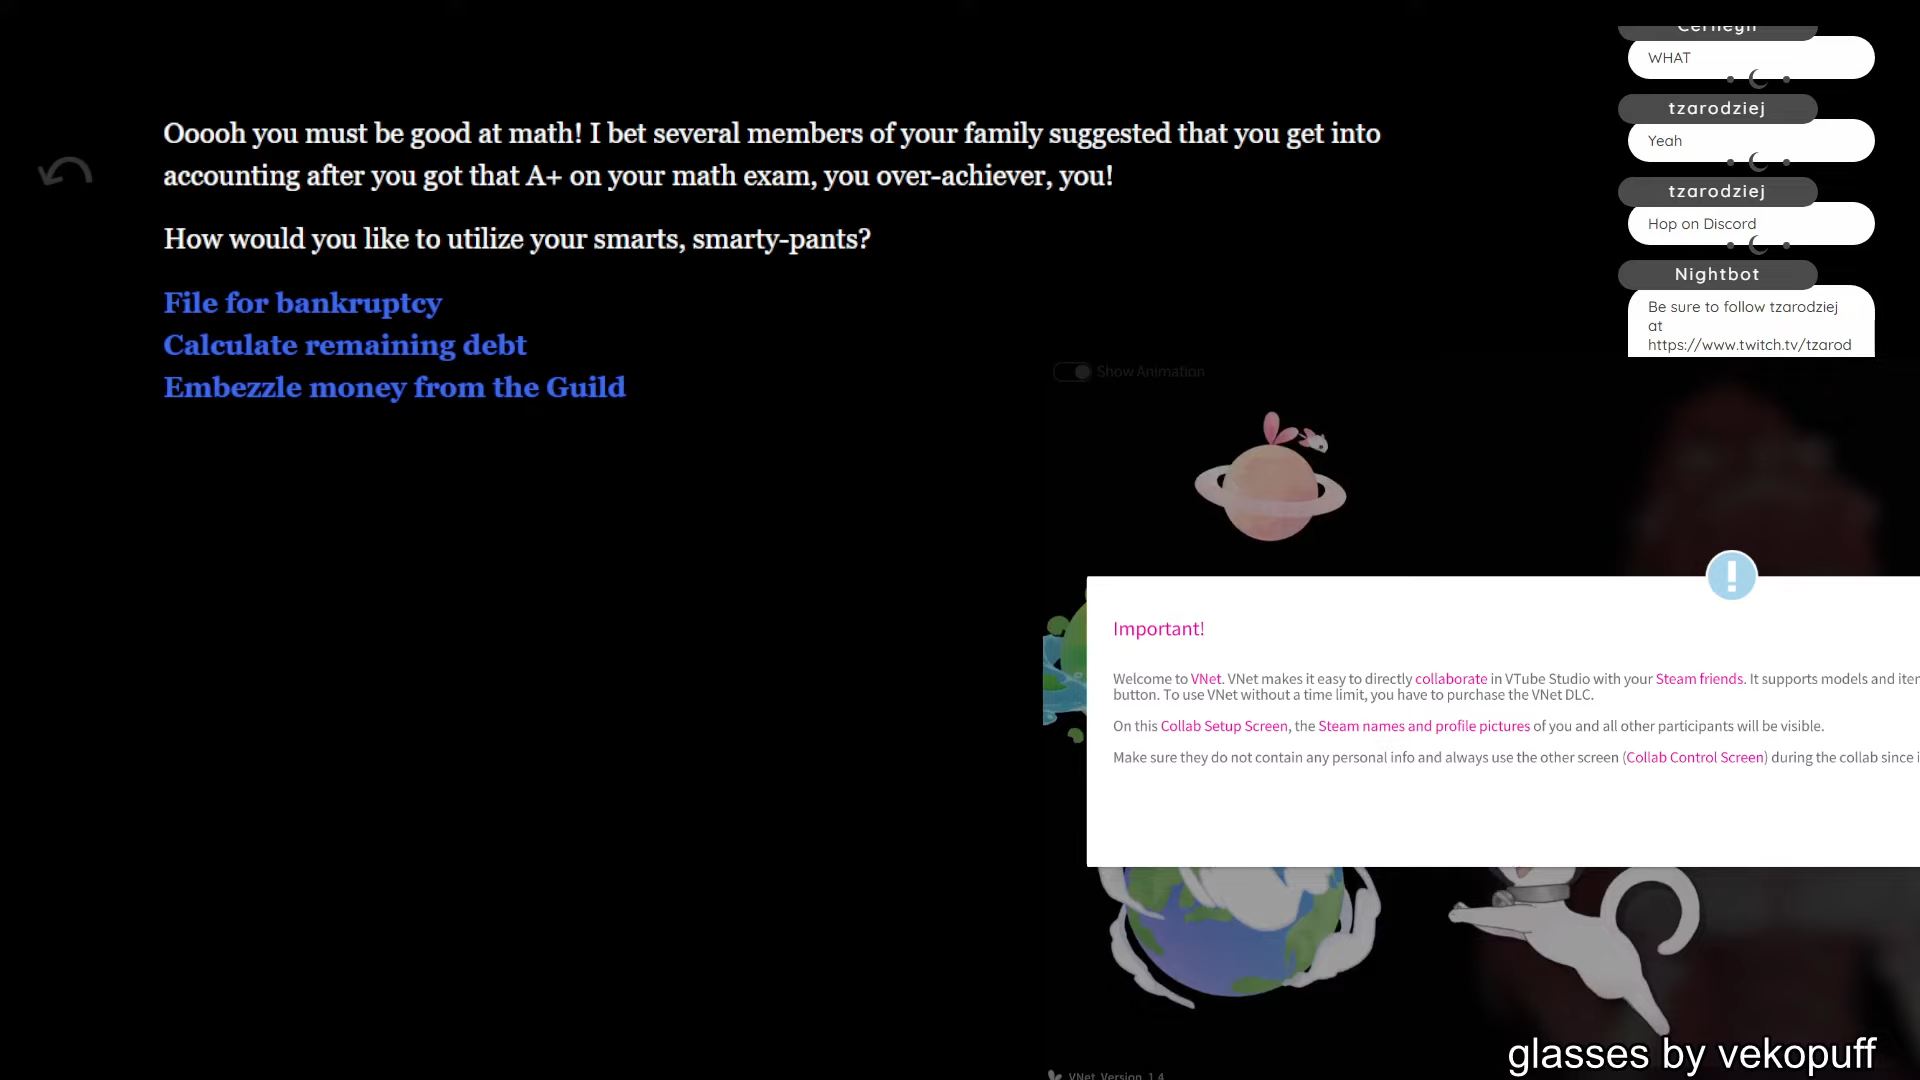 Ooooh you must be good at math! I bet several members of your family suggested that you get into
accounting after you got that A+ on your math exam, you over-achiever, you!
How would you like to utilize your smarts, smarty-pants?
File for bankruptcy
Calculate remaining debt
Embezzle money from the Guild
Cerneyn
WHAT
tzarodziej
Yeah
tzarodziej
Hop on Discord
Nightbot
Be sure to follow tzarodziej
at
https://www.twitch.tv/tzarod
Show Animation
Important!
Welcome to VNet. VNet makes it easy to directly collaborate in VTube Studio with your Steam friends. It supports models and iter
button. To use VNet without a time limit, you have to purchase the VNet DLC.
On this Collab Setup Screen, the Steam names and profile pictures of you and all other participants will be visible.
Make sure they do not contain any personal info and always use the other screen (Collab Control Screen) during the collab since i
VNet Version 1.4
glasses by vekopuff